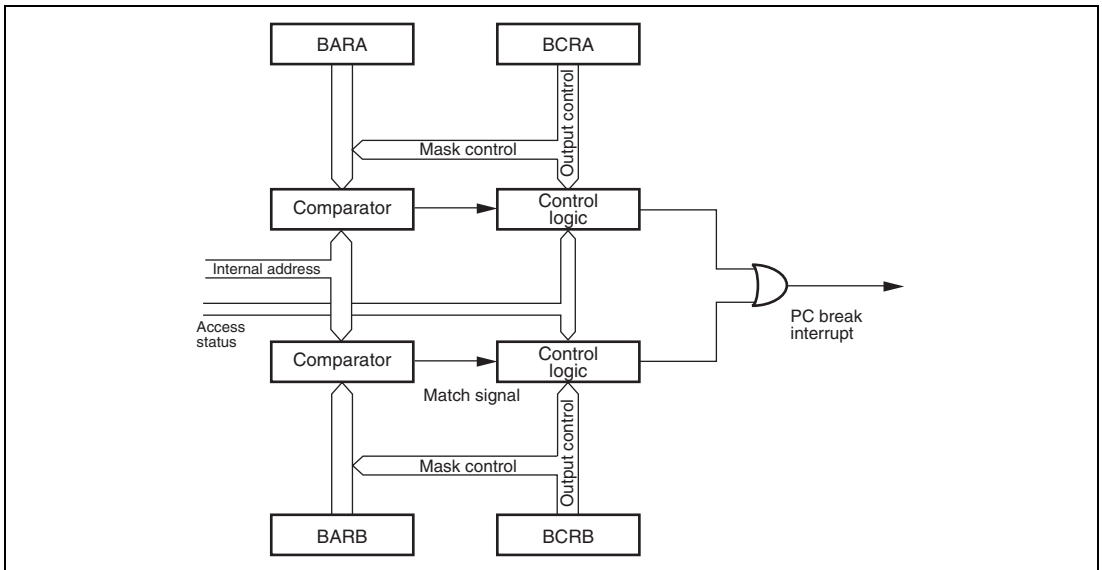 BARA
BCRA
Output control
Mask control
Comparator
Control
logic
Internal address
Access
status
PC break
interrupt
Comparator
Control
logic
Match signal
Mask control
Output control
BARB
BCRB